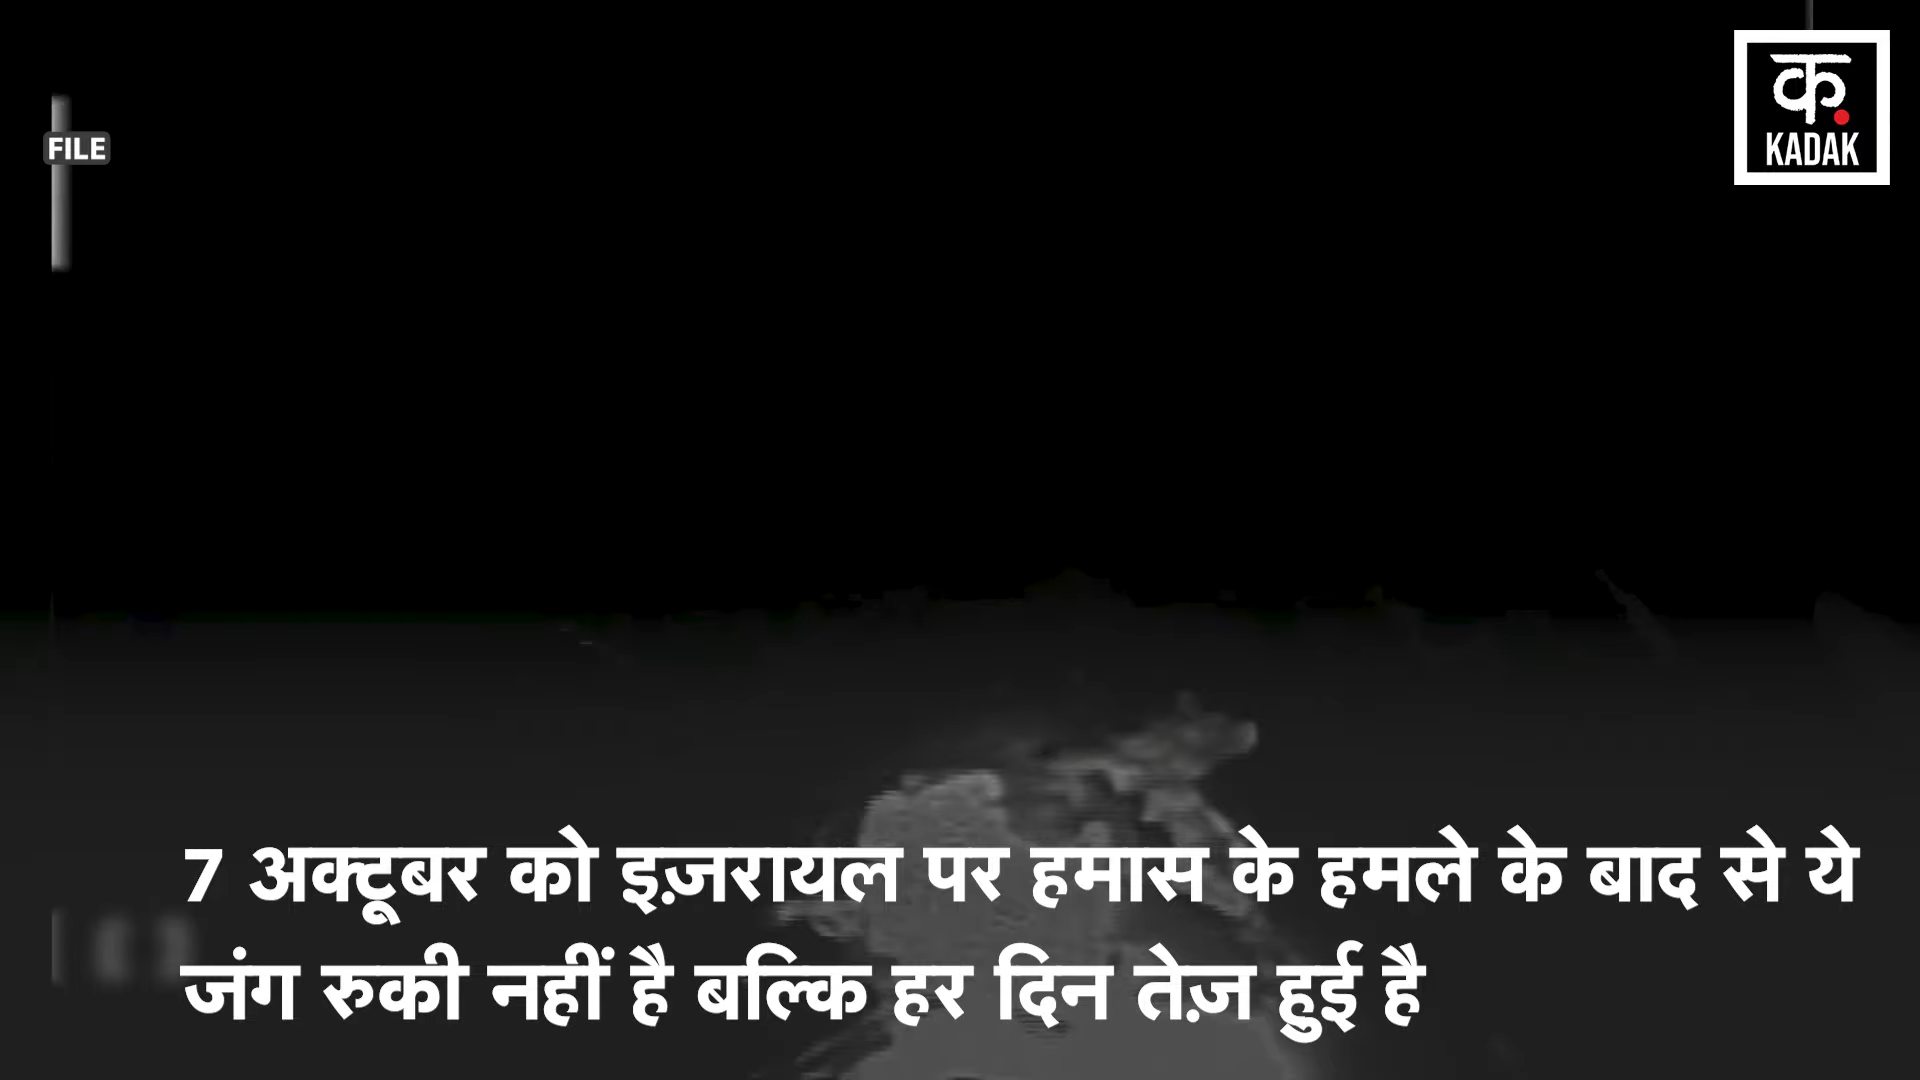 क.
KADAK
FILE
7 अक्टूबर को इज़रायल पर हमास के हमले के बाद से ये
जंग रुकी नहीं है बल्कि हर दिन तेज़ हुई है